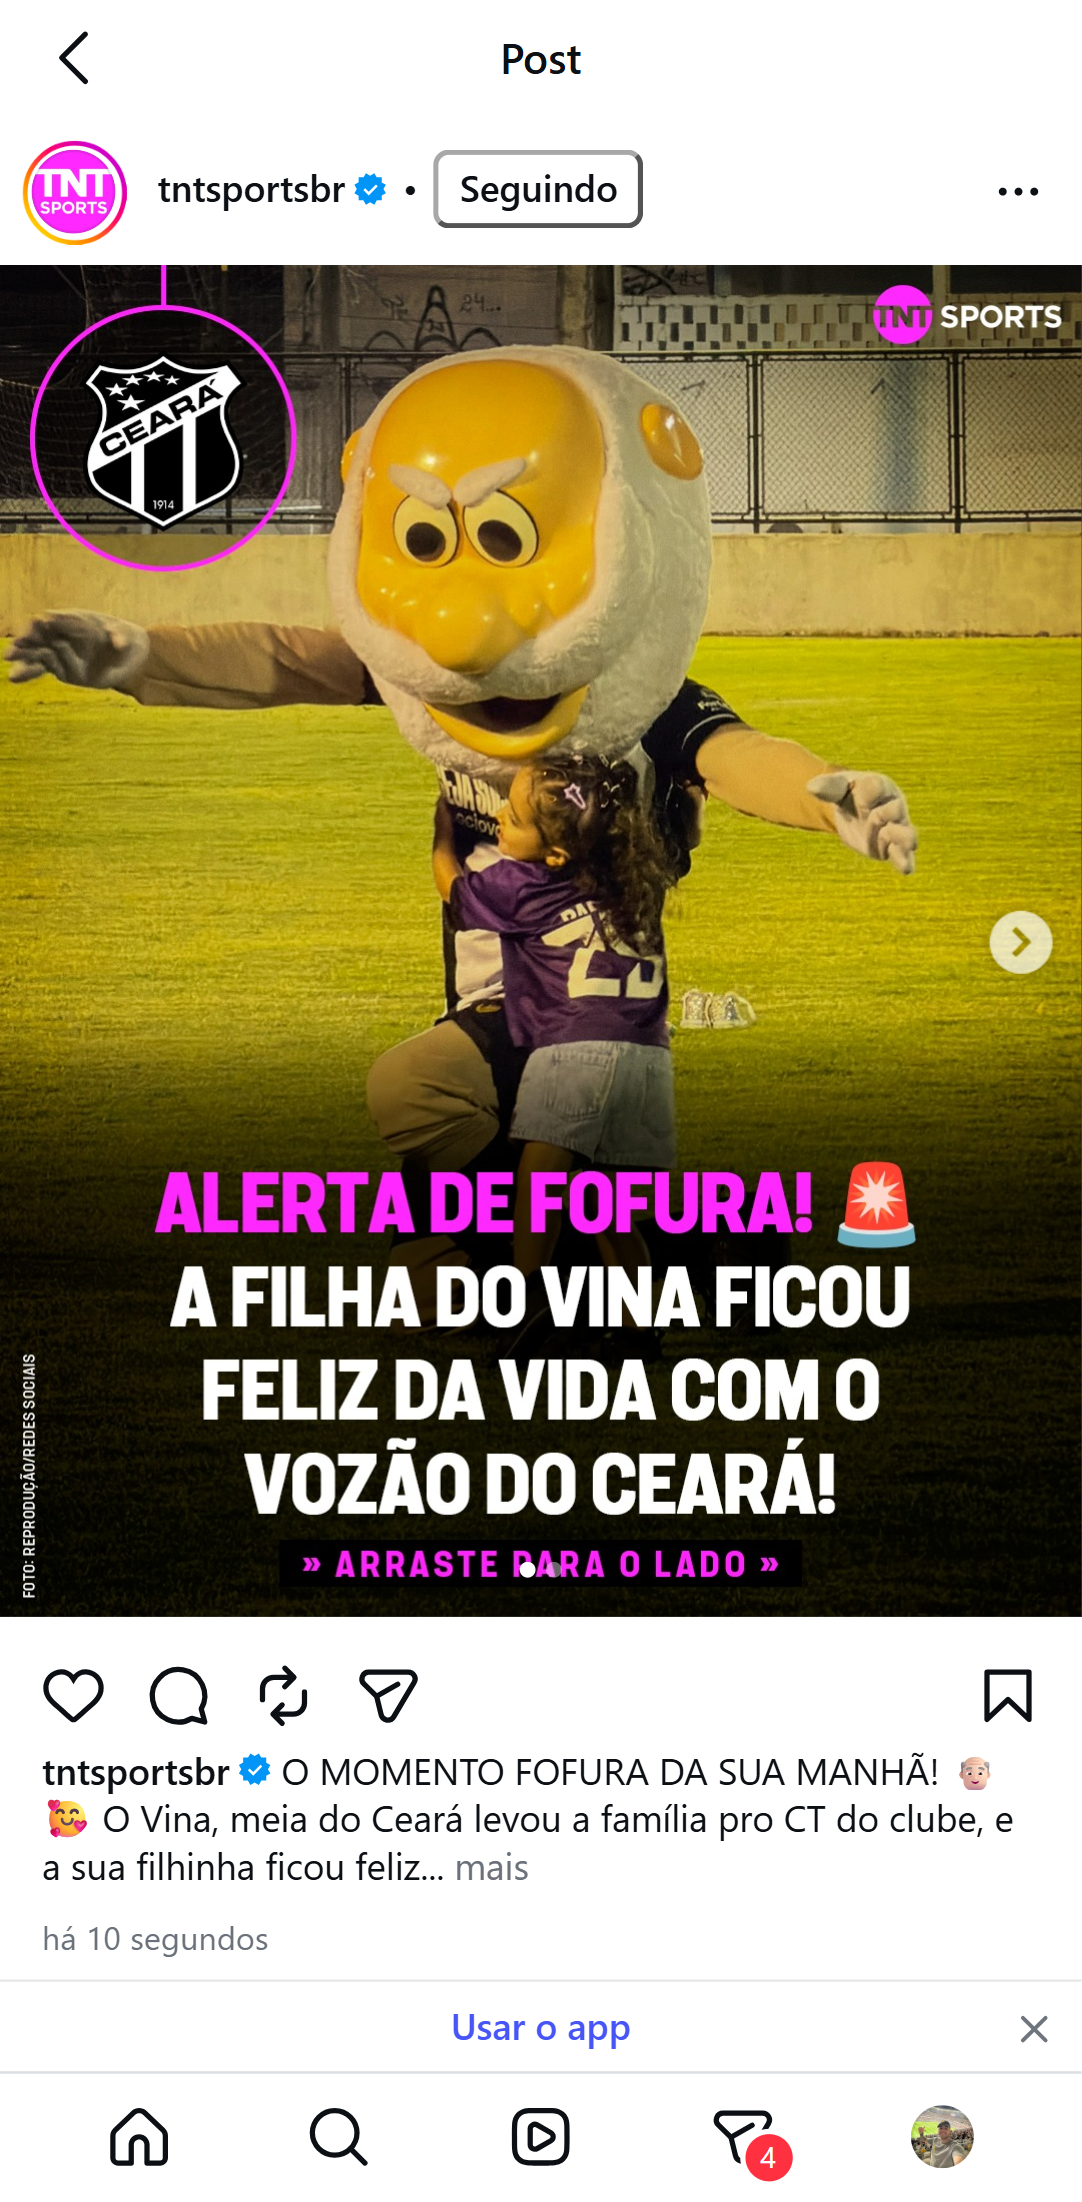 Post
tntsportsbr • Seguindo
TNT
SPORTS
TNT SPORTS
24...
CEARÁ
1914
25
ALERTA DE FOFURA! 🚨
A FILHA DO VINA FICOU
FELIZ DA VIDA COM O
VOZÃO DO CEARÁ!
» ARRASTE PARA O LADO »
FOTO: REPRODUÇÃO/REDES SOCIAIS
tntsportsbr O MOMENTO FOFURA DA SUA MANHÃ! 👴🏻
🥰 O Vina, meia do Ceará levou a família pro CT do clube, e
a sua filhinha ficou feliz... mais
há 10 segundos
Usar o app
4